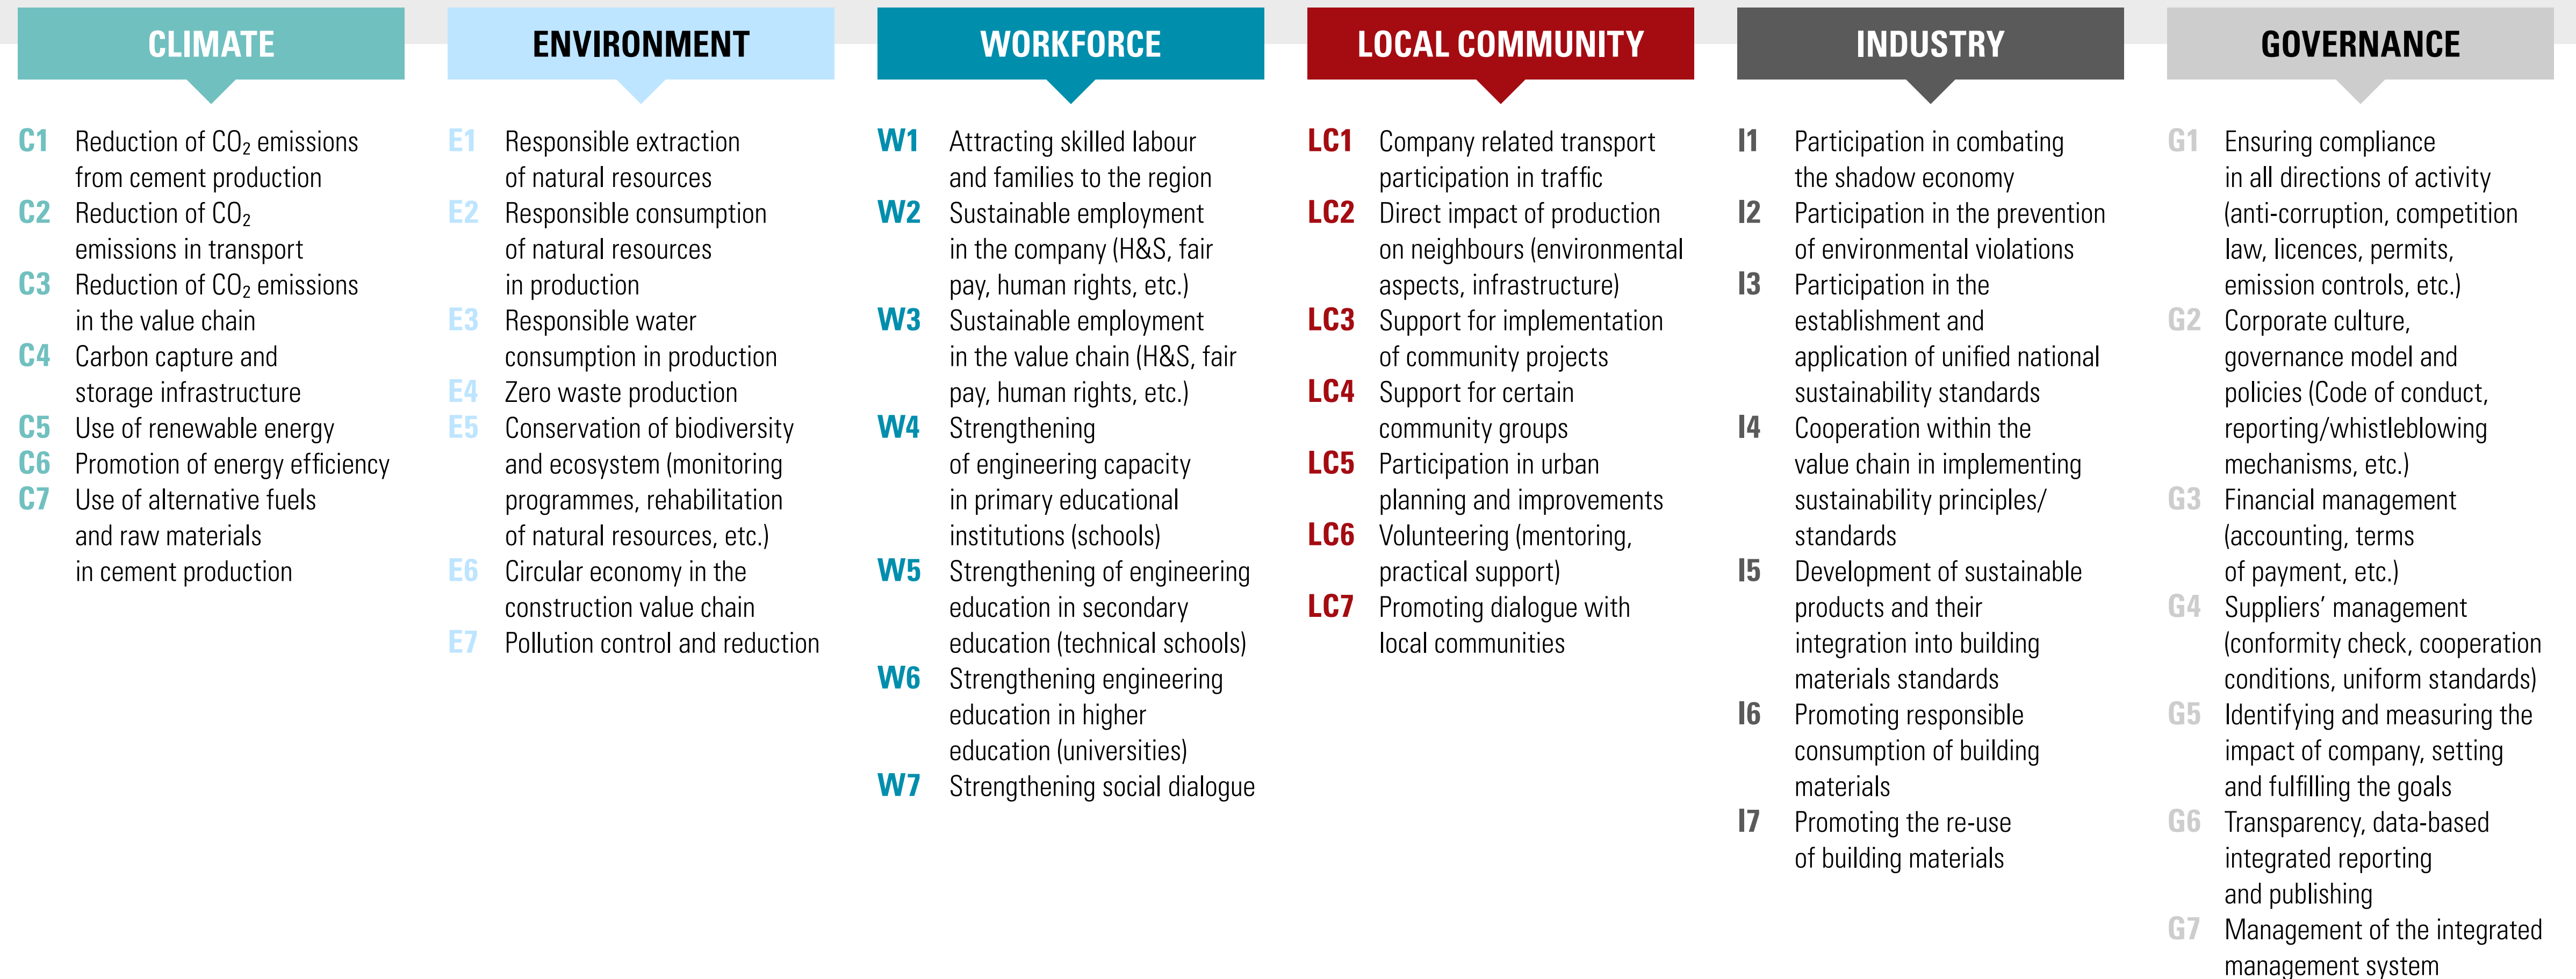 CLIMATE
C1 Reduction of CO₂ emissions
from cement production
C2 Reduction of CO₂
emissions in transport
C3 Reduction of CO₂ emissions
in the value chain
C4 Carbon capture and
storage infrastructure
C5 Use of renewable energy
C6 Promotion of energy efficiency
C7 Use of alternative fuels
and raw materials
in cement production
ENVIRONMENT
E1 Responsible extraction
of natural resources
E2 Responsible consumption
of natural resources
in production
E3 Responsible water
consumption in production
E4 Zero waste production
E5 Conservation of biodiversity
and ecosystem (monitoring
programmes, rehabilitation
of natural resources, etc.)
E6 Circular economy in the
construction value chain
E7 Pollution control and reduction
WORKFORCE
W1 Attracting skilled labour
and families to the region
W2 Sustainable employment
in the company (H&S, fair
pay, human rights, etc.)
W3 Sustainable employment
in the value chain (H&S, fair
pay, human rights, etc.)
W4 Strengthening
of engineering capacity
in primary educational
institutions (schools)
W5 Strengthening of engineering
education in secondary
education (technical schools)
W6 Strengthening engineering
education in higher
education (universities)
W7 Strengthening social dialogue
LOCAL COMMUNITY
LC1 Company related transport
participation in traffic
LC2 Direct impact of production
on neighbours (environmental
aspects, infrastructure)
LC3 Support for implementation
of community projects
LC4 Support for certain
community groups
LC5 Participation in urban
planning and improvements
LC6 Volunteering (mentoring,
practical support)
LC7 Promoting dialogue with
local communities
INDUSTRY
I1 Participation in combating
the shadow economy
I2 Participation in the prevention
of environmental violations
I3 Participation in the
establishment and
application of unified national
sustainability standards
I4 Cooperation within the
value chain in implementing
sustainability principles/
standards
I5 Development of sustainable
products and their
integration into building
materials standards
I6 Promoting responsible
consumption of building
materials
I7 Promoting the re-use
of building materials
GOVERNANCE
G1 Ensuring compliance
in all directions of activity
(anti-corruption, competition
law, licences, permits,
emission controls, etc.)
G2 Corporate culture,
governance model and
policies (Code of conduct,
reporting/whistleblowing
mechanisms, etc.)
G3 Financial management
(accounting, terms
of payment, etc.)
G4 Suppliers’ management
(conformity check, cooperation
conditions, uniform standards)
G5 Identifying and measuring the
impact of company, setting
and fulfilling the goals
G6 Transparency, data-based
integrated reporting
and publishing
G7 Management of the integrated
management system